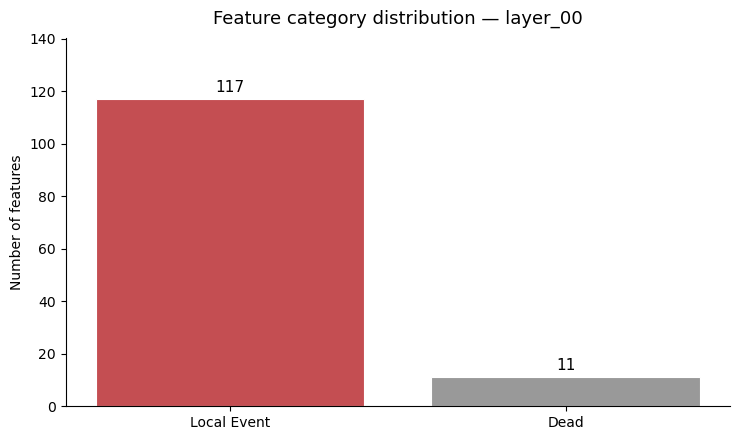 Feature category distribution — layer_00
Number of features
140
120
100
80
60
40
20
0
117
11
Local Event
Dead